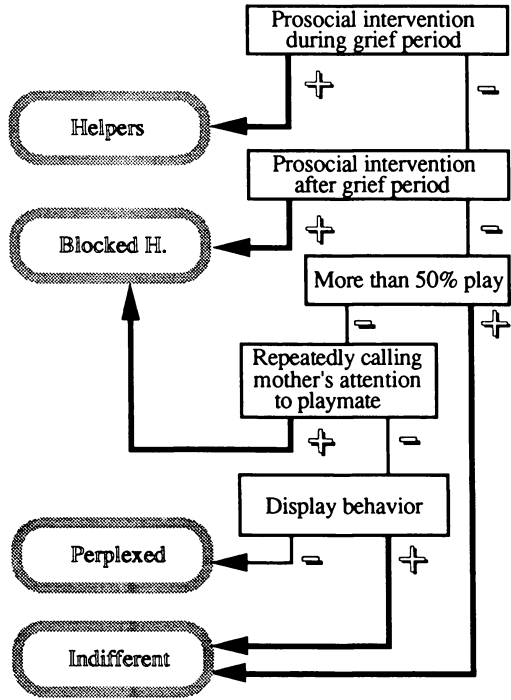 Prosocial intervention
during grief period
+
-
Helpers
Prosocial intervention
after grief period
+
-
Blocked H.
More than 50% play
-
+
Repeatedly calling
mother's attention
to playmate
+
-
Display behavior
Perplexed
-
+
Indifferent